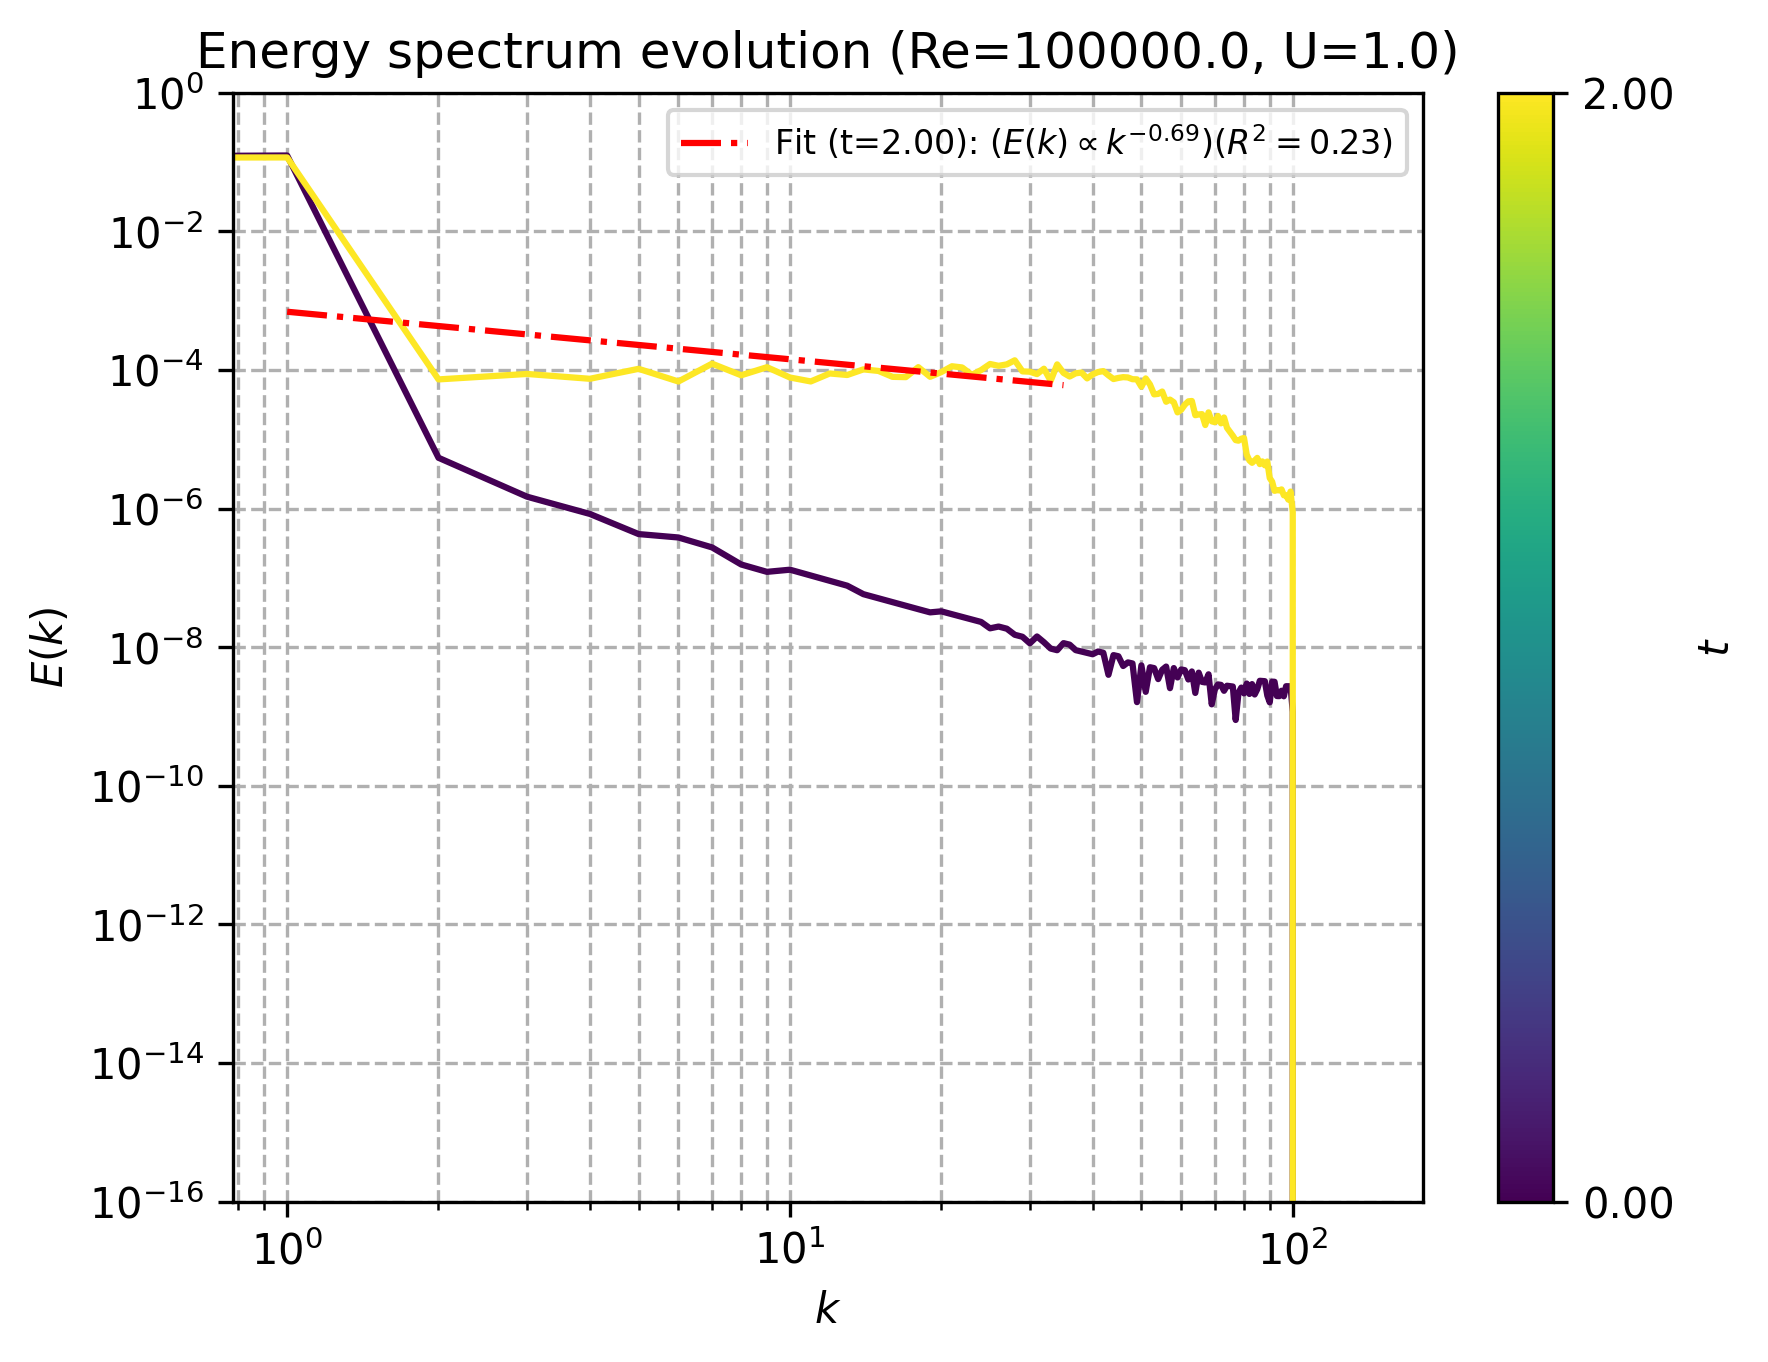 Energy spectrum evolution (Re=100000.0, U=1.0)
Fit (t=2.00): (E(k) ∝ k^{-0.69})(R^2 = 0.23)
10^0
10^{-2}
10^{-4}
10^{-6}
10^{-8}
10^{-10}
10^{-12}
10^{-14}
10^{-16}
E(k)
10^0 10^1 10^2
k
2.00
0.00
t